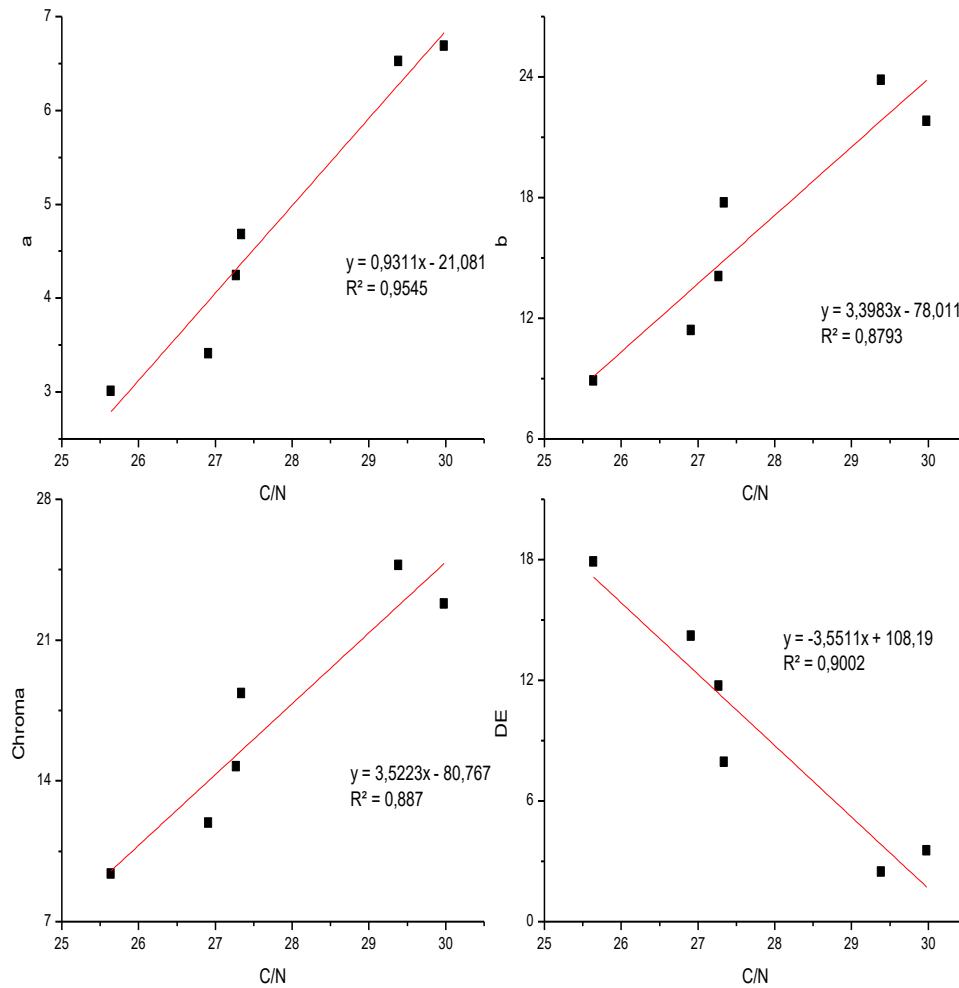 7
6
5
4
3
a
y = 0,9311x - 21,081
R² = 0,9545
25 26 27 28 29 30
C/N
24
18
12
6
b
y = 3,3983x - 78,011
R² = 0,8793
25 26 27 28 29 30
C/N
28
21
14
7
Chroma
y = 3,5223x - 80,767
R² = 0,887
25 26 27 28 29 30
C/N
18
12
6
0
DE
y = -3,5511x + 108,19
R² = 0,9002
25 26 27 28 29 30
C/N